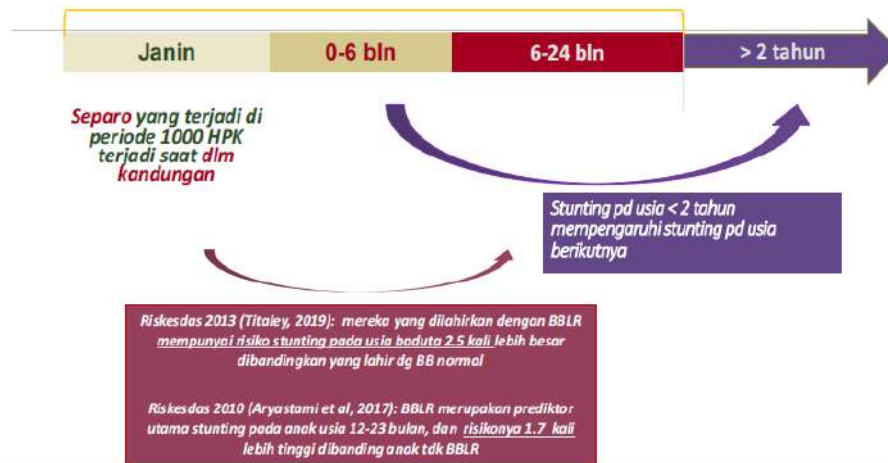 Janin
0-6 bln
6-24 bln
> 2 tahun
Separo yang terjadi di
periode 1000 HPK
terjadi saat dlm
kandungan
Stunting pd usia < 2 tahun
mempengaruhi stunting pd usia
berikutnya
Riskesdas 2013 (Titaley, 2019): mereka yang dilahirkan dengan BBLR
mempunyai risiko stunting pada usia baduta 2.5 kali lebih besar
dibandingkan yang lahir dg BB normal
Riskesdas 2010 (Aryastami et al, 2017): BBLR merupakan prediktor
utama stunting pada anak usia 12-23 bulan, dan risikonya 1.7 kali
lebih tinggi dibanding anak tdk BBLR